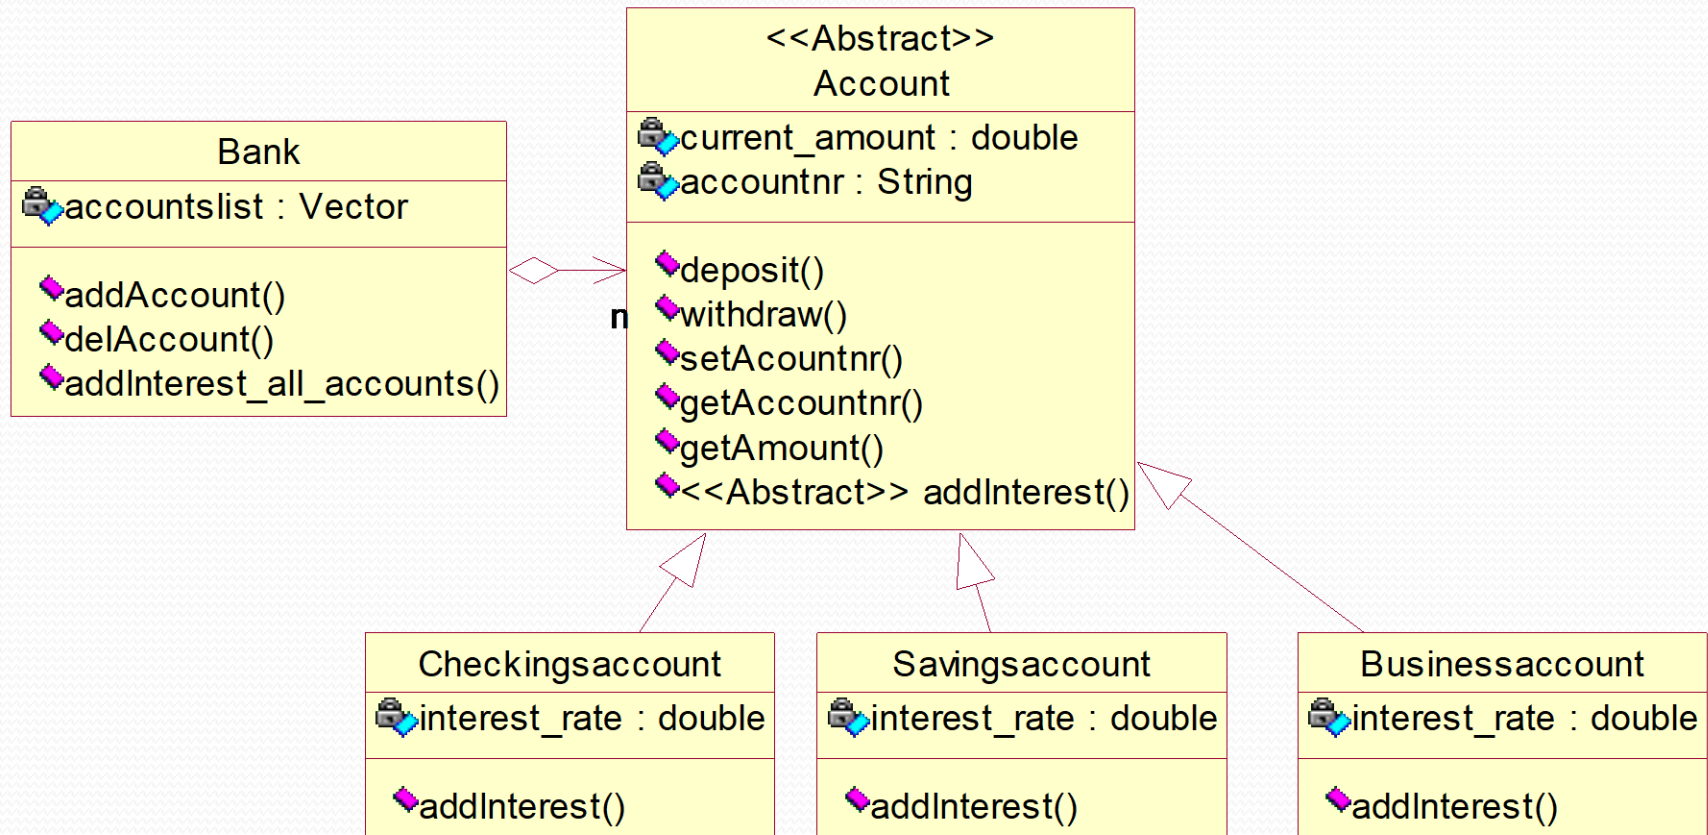 <<Abstract>>
Account
current_amount : double
accountnr : String
deposit()
withdraw()
setAcountnr()
getAccountnr()
getAmount()
<<Abstract>> addInterest()
Bank
accountslist : Vector
addAccount()
delAccount()
addInterest_all_accounts()
n
Checkingsaccount
interest_rate : double
addInterest()
Savingsaccount
interest_rate : double
addInterest()
Businessaccount
interest_rate : double
addInterest()